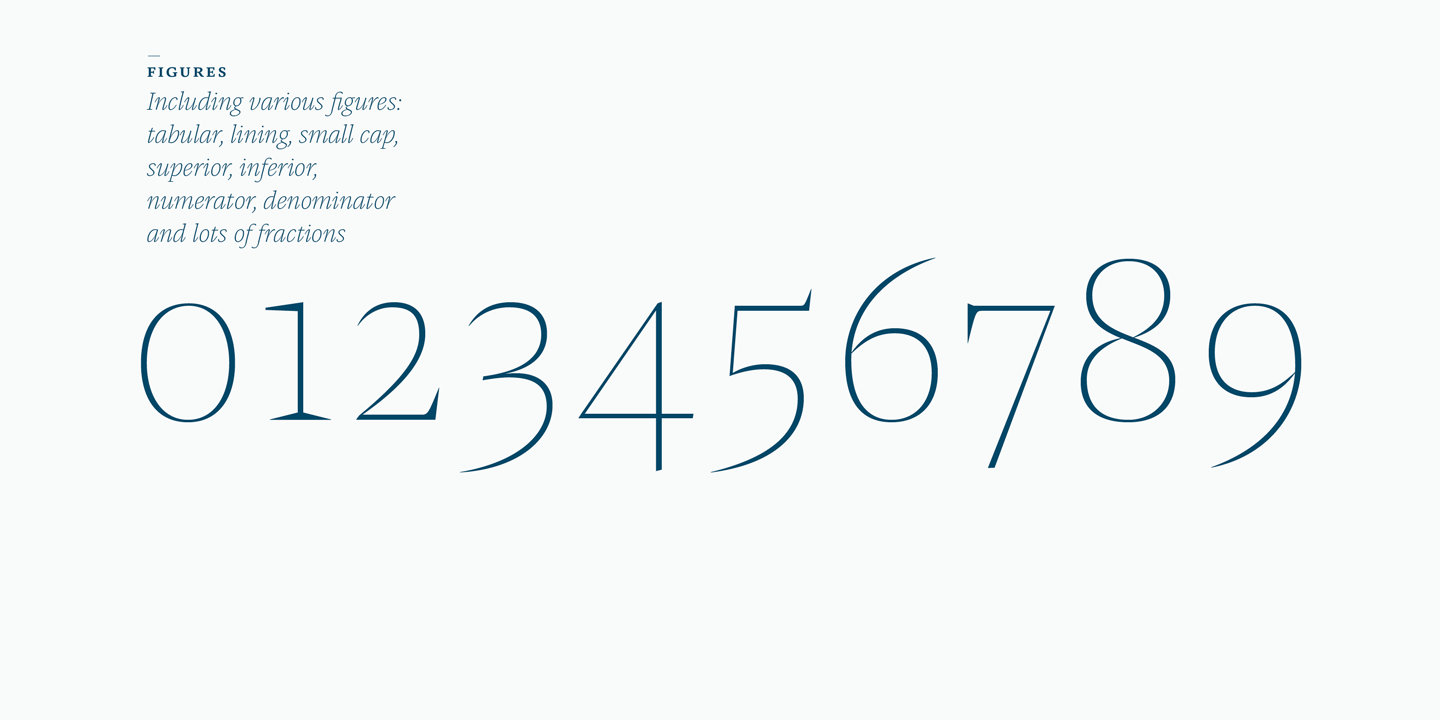 FIGURES
Including various figures:
tabular, lining, small cap,
superior, inferior,
numerator, denominator
and lots of fractions
0123456789